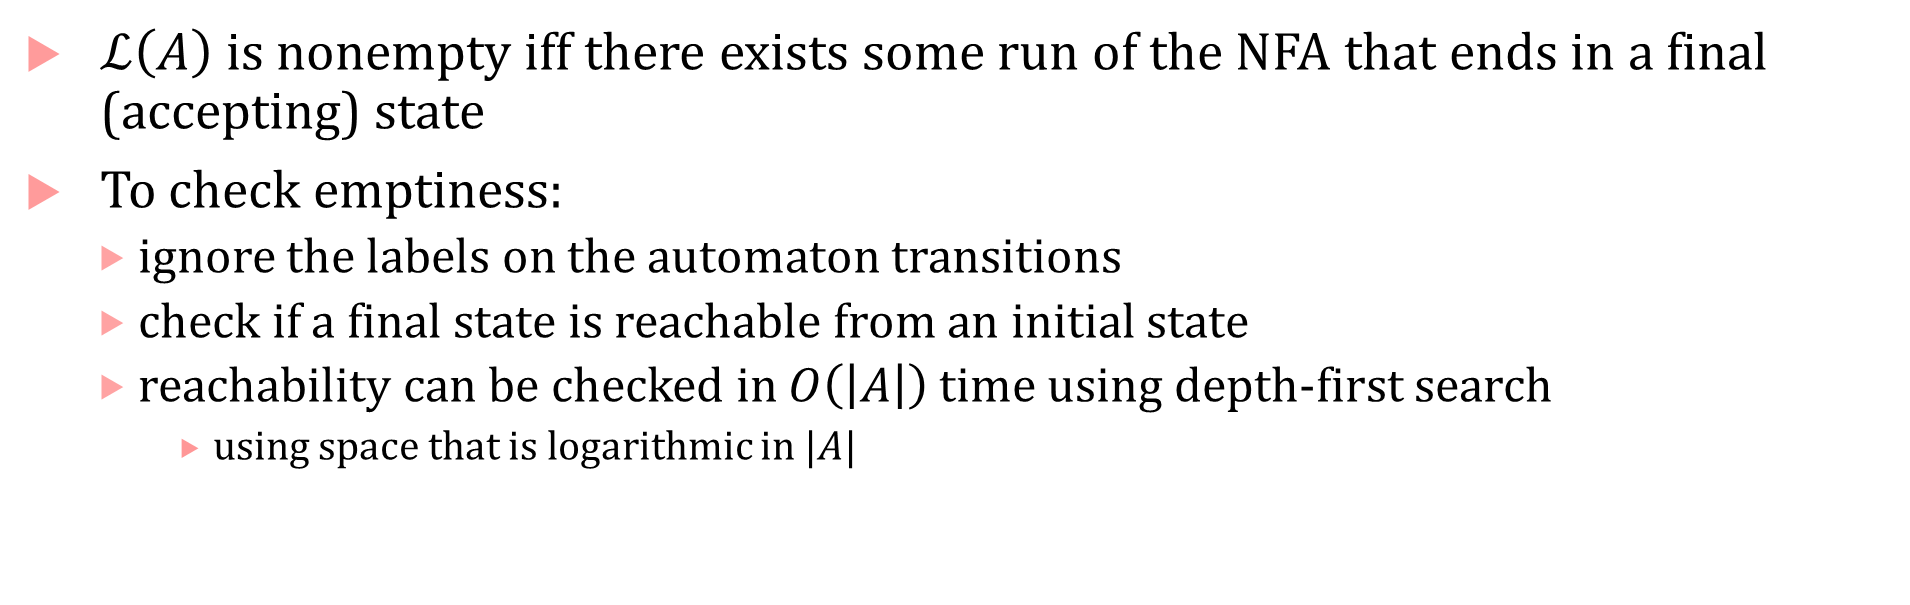 ℒ(A) is nonempty iff there exists some run of the NFA that ends in a final
(accepting) state
To check emptiness:
ignore the labels on the automaton transitions
check if a final state is reachable from an initial state
reachability can be checked in O(|A|) time using depth-first search
using space that is logarithmic in |A|